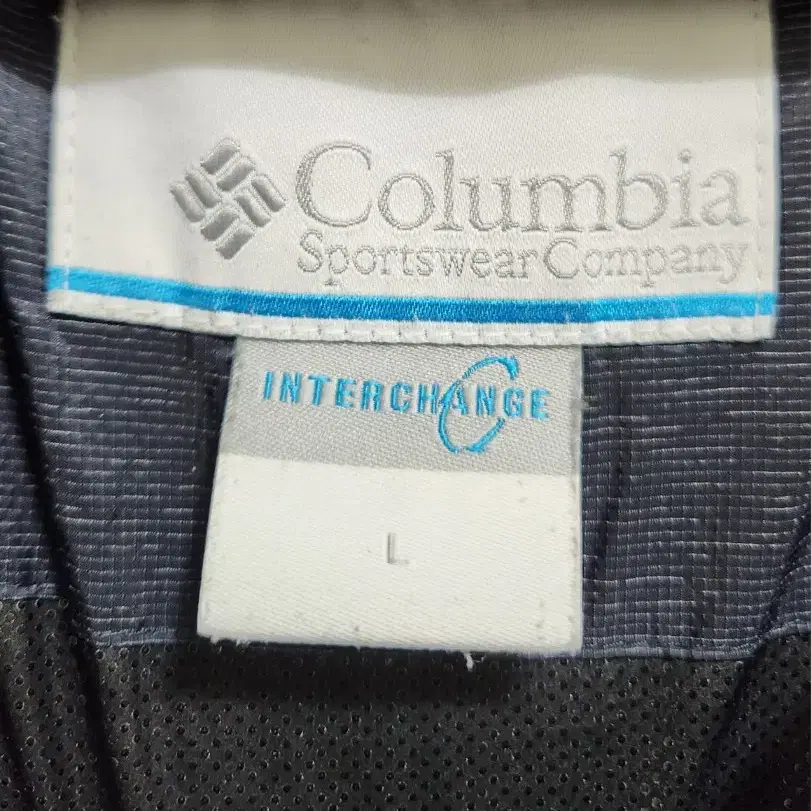 Columbia
Sportswear Company
INTERCHANGE
L